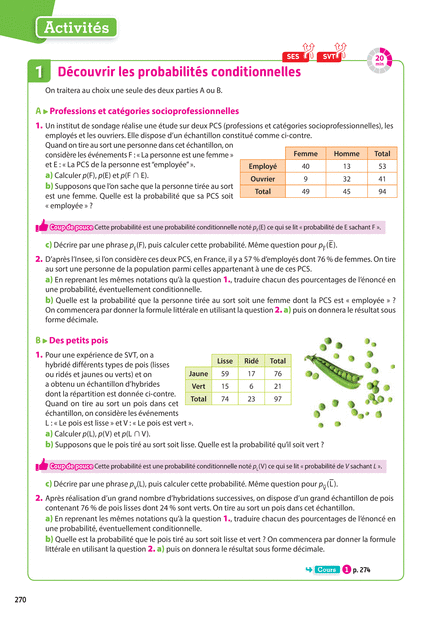 Activités
SES SVT 20 min
1 Découvrir les probabilités conditionnelles
On traitera au choix une seule des deux parties A ou B.
A ▸ Professions et catégories socioprofessionnelles
1. Un institut de sondage réalise une étude sur deux PCS (professions et catégories socioprofessionnelles), les
employés et les ouvriers. Elle dispose d'un échantillon constitué comme ci-contre.
Quand on tire au sort une personne dans cet échantillon, on
considère les événements F : « La personne est une femme »
et E : « La PCS de la personne est "employée" ».
a) Calculer p(F), p(E) et p(F ∩ E).
b) Supposons que l'on sache que la personne tirée au sort
est une femme. Quelle est la probabilité que sa PCS soit
« employée » ?
Femme Homme Total
Employé 40 13 53
Ouvrier 9 32 41
Total 49 45 94
Coup de pouce Cette probabilité est une probabilité conditionnelle noté p_F(E) ce qui se lit « probabilité de E sachant F ».
c) Décrire par une phrase p_E(F), puis calculer cette probabilité. Même question pour p_F̅(E̅).
2. D'après l'Insee, si l'on considère ces deux PCS, en France, il y a 57 % d'employés dont 76 % de femmes. On tire
au sort une personne de la population parmi celles appartenant à une de ces PCS.
a) En reprenant les mêmes notations qu'à la question 1., traduire chacun des pourcentages de l'énoncé en
une probabilité, éventuellement conditionnelle.
b) Quelle est la probabilité que la personne tirée au sort soit une femme dont la PCS est « employée » ?
On commencera par donner la formule littérale en utilisant la question 2. a) puis on donnera le résultat sous
forme décimale.
B ▸ Des petits pois
1. Pour une expérience de SVT, on a
hybridé différents types de pois (lisses
ou ridés et jaunes ou verts) et on
a obtenu un échantillon d'hybrides
dont la répartition est donnée ci-contre.
Quand on tire au sort un pois dans cet
échantillon, on considère les événements
L : « Le pois est lisse » et V : « Le pois est vert ».
Lisse Ridé Total
Jaune 59 17 76
Vert 15 6 21
Total 74 23 97
a) Calculer p(L), p(V) et p(L ∩ V).
b) Supposons que le pois tiré au sort soit lisse. Quelle est la probabilité qu'il soit vert ?
Coup de pouce Cette probabilité est une probabilité conditionnelle noté p_L(V) ce qui se lit « probabilité de V sachant L ».
c) Décrire par une phrase p_V(L), puis calculer cette probabilité. Même question pour p_V̅(L̅).
2. Après réalisation d'un grand nombre d'hybridations successives, on dispose d'un grand échantillon de pois
contenant 76 % de pois lisses dont 24 % sont verts. On tire au sort un pois dans cet échantillon.
a) En reprenant les mêmes notations qu'à la question 1., traduire chacun des pourcentages de l'énoncé en
une probabilité, éventuellement conditionnelle.
b) Quelle est la probabilité que le pois tiré au sort soit lisse et vert ? On commencera par donner la formule
littérale en utilisant la question 2. a) puis on donnera le résultat sous forme décimale.
Cours 1 p. 274
270